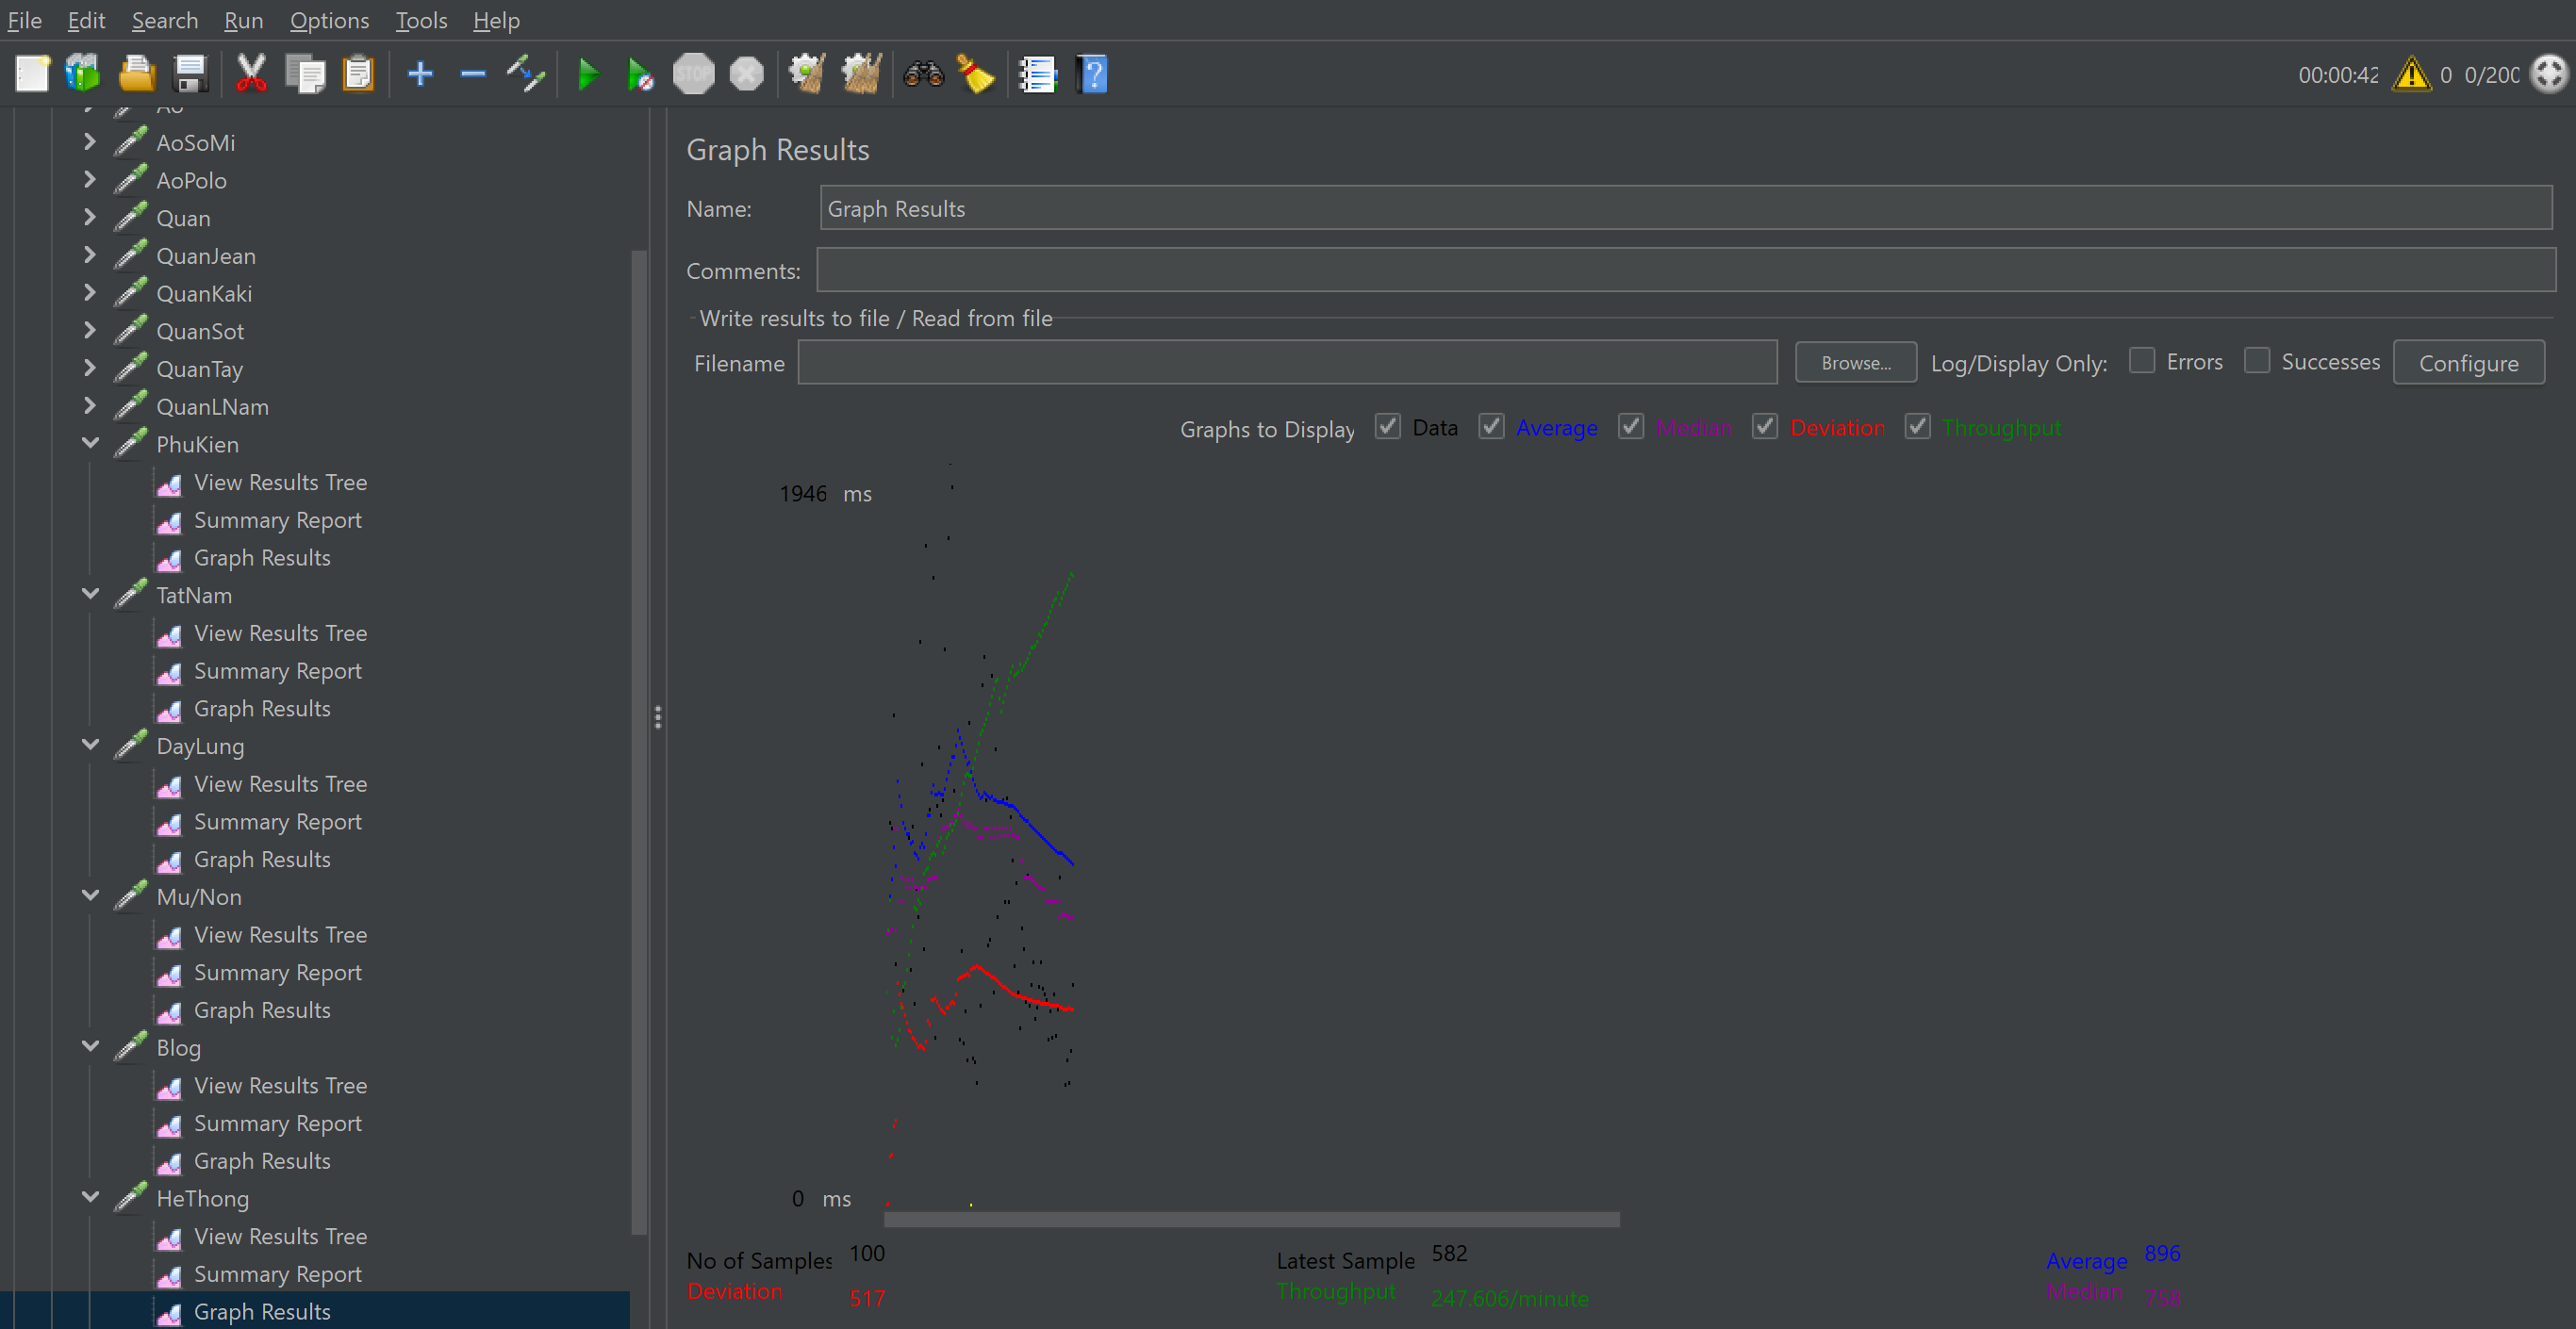 File Edit Search Run Options Tools Help
STOP
00:00:42 0 0/200
AoSoMi
AoPolo
Quan
QuanJean
QuanKaki
QuanSot
QuanTay
QuanLNam
PhuKien
View Results Tree
Summary Report
Graph Results
TatNam
View Results Tree
Summary Report
Graph Results
DayLung
View Results Tree
Summary Report
Graph Results
Mu/Non
View Results Tree
Summary Report
Graph Results
Blog
View Results Tree
Summary Report
Graph Results
HeThong
View Results Tree
Summary Report
Graph Results
Graph Results
Name: Graph Results
Comments:
Write results to file / Read from file
Filename Browse... Log/Display Only: Errors Successes Configure
Graphs to Display Data Average Median Deviation Throughput
1946 ms
0 ms
No of Samples 100 Latest Sample 582 Average 896
Deviation 517 Throughput 247.606/minute Median 758